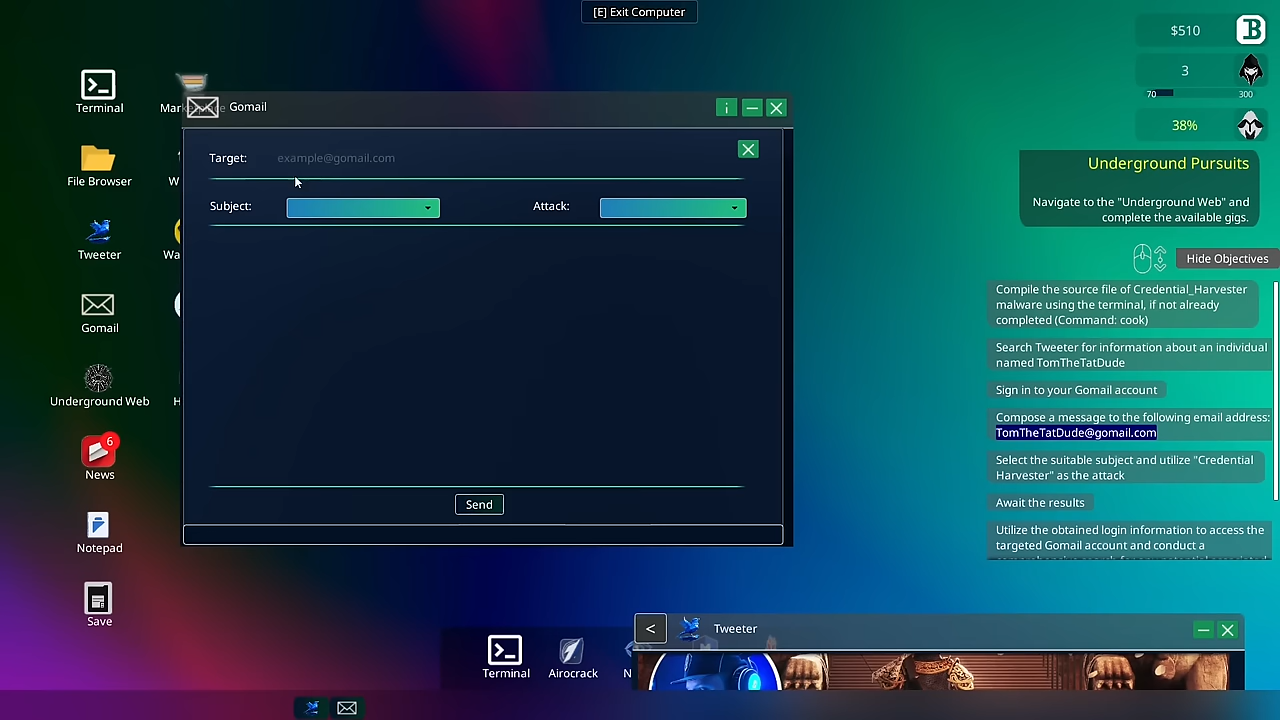 [E] Exit Computer
$510
3
70
300
38%
Underground Pursuits
Navigate to the "Underground Web" and
complete the available gigs.
Hide Objectives
Compile the source file of Credential_Harvester
malware using the terminal, if not already
completed (Command: cook)
Search Tweeter for information about an individual
named TomTheTatDude
Sign in to your Gomail account
Compose a message to the following email address:
TomTheTatDude@gomail.com
Select the suitable subject and utilize "Credential
Harvester" as the attack
Await the results
Utilize the obtained login information to access the
targeted Gomail account and conduct a
Terminal
File Browser
Tweeter
Gomail
Underground Web
6
News
Notepad
Save
Gomail
i
Target:
example@gomail.com
Subject:
Attack:
Send
Terminal
Airocrack
<
Tweeter